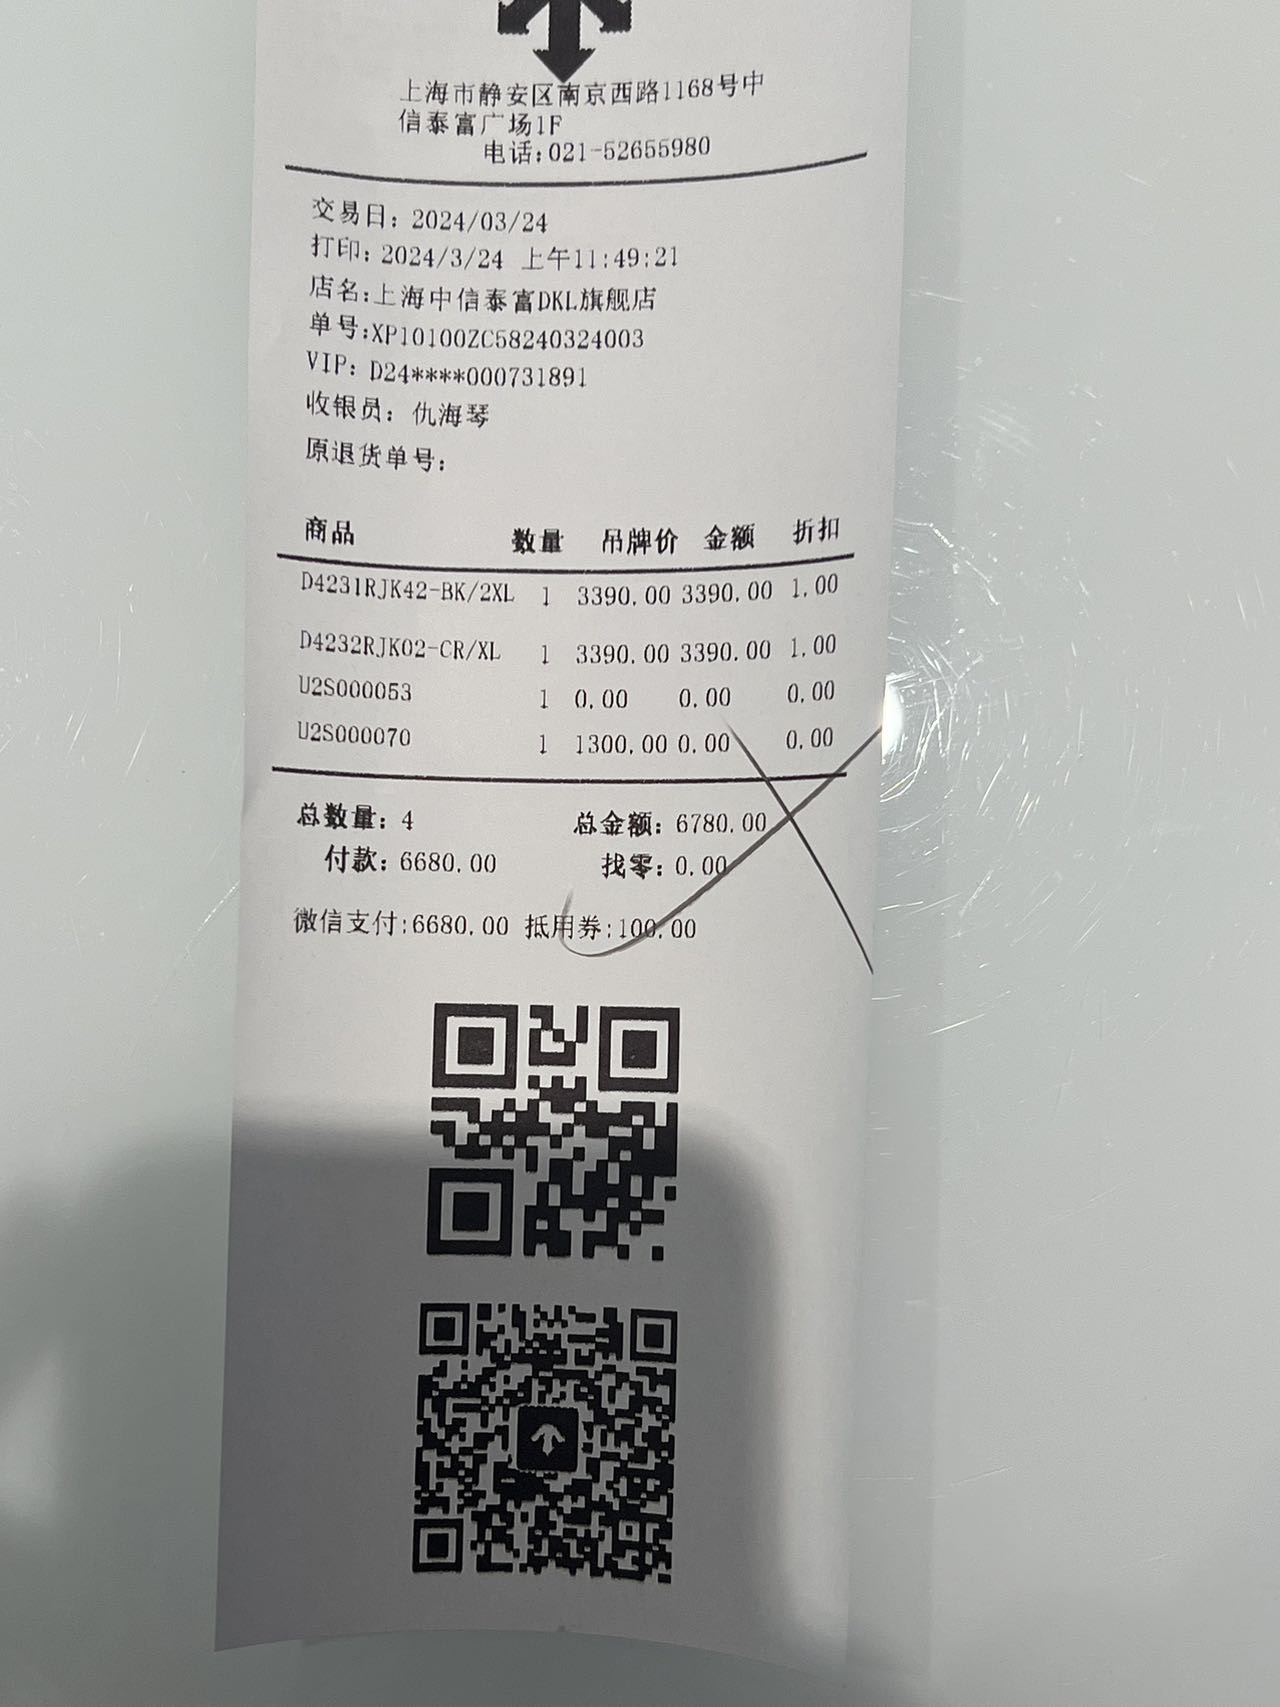 上海市静安区南京西路1168号中
信泰富广场1F
电话:021-52655980
交易日: 2024/03/24
打印: 2024/3/24 上午11:49:21
店名:上海中信泰富DKL旗舰店
单号:XP10100ZC58240324003
VIP: D24****000731891
收银员: 仇海琴
原退货单号:
商品 数量 吊牌价 金额 折扣
D4231RJK42-BK/2XL 1 3390.00 3390.00 1.00
D4232RJK02-CR/XL 1 3390.00 3390.00 1.00
U2S000053 1 0.00 0.00 0.00
U2S000070 1 1300.00 0.00 0.00
总数量: 4 总金额: 6780.00
付款: 6680.00 找零: 0.00
微信支付:6680.00 抵用券:100.00